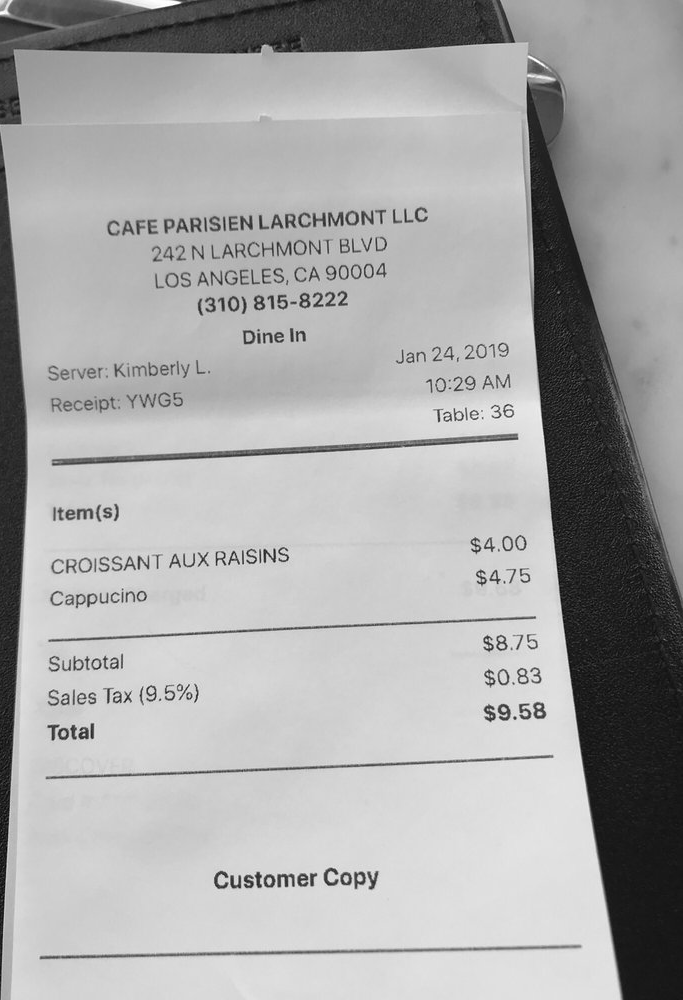 CAFE PARISIEN LARCHMONT LLC
242 N LARCHMONT BLVD
LOS ANGELES, CA 90004
(310) 815-8222
Dine In
Server: Kimberly L.
Jan 24, 2019
Receipt: YWG5
10:29 AM
Table: 36
Item(s)
CROISSANT AUX RAISINS $4.00
Cappucino $4.75
Subtotal $8.75
Sales Tax (9.5%) $0.83
Total $9.58
Customer Copy